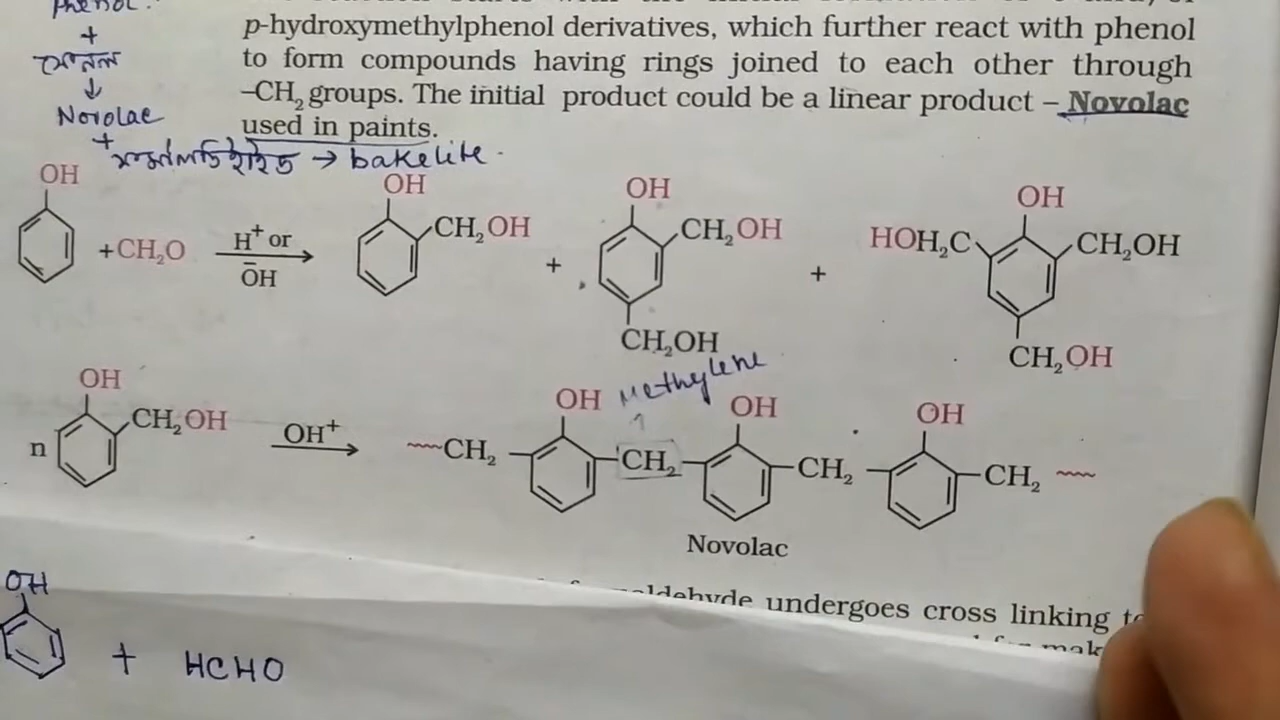 phenol.
+
↓
Novolac
+
→ bakelite.
p-hydroxymethylphenol derivatives, which further react with phenol
to form compounds having rings joined to each other through
–CH₂ groups. The initial product could be a linear product – Novolac
used in paints.
OH
OH
OH
OH
+CH₂O
H⁺ or
ŌH
CH₂OH
+
CH₂OH
CH₂OH
+
HOH₂C
CH₂OH
CH₂OH
Methylene
n
OH
CH₂OH
OH⁺
CH₂
OH
CH₂
OH
CH₂
OH
CH₂
Novolac
undergoes cross linking
OH
+ HCHO